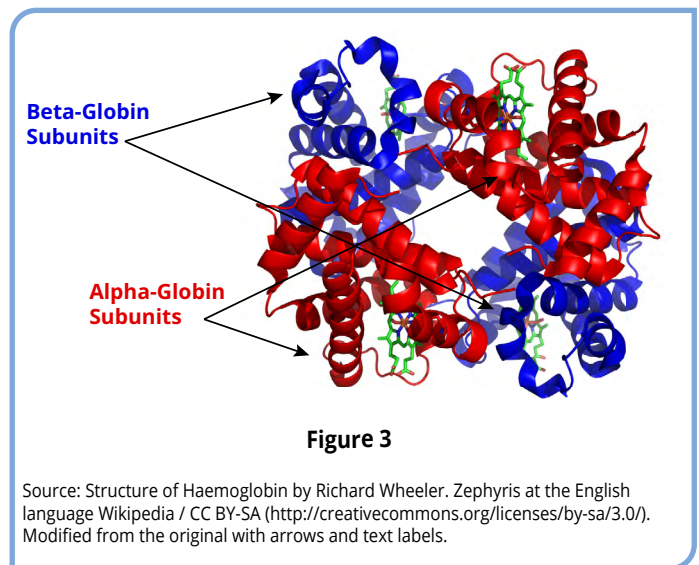 Beta-Globin
Subunits
Alpha-Globin
Subunits
Figure 3
Source: Structure of Haemoglobin by Richard Wheeler. Zephyris at the English
language Wikipedia / CC BY-SA (http://creativecommons.org/licenses/by-sa/3.0/).
Modified from the original with arrows and text labels.